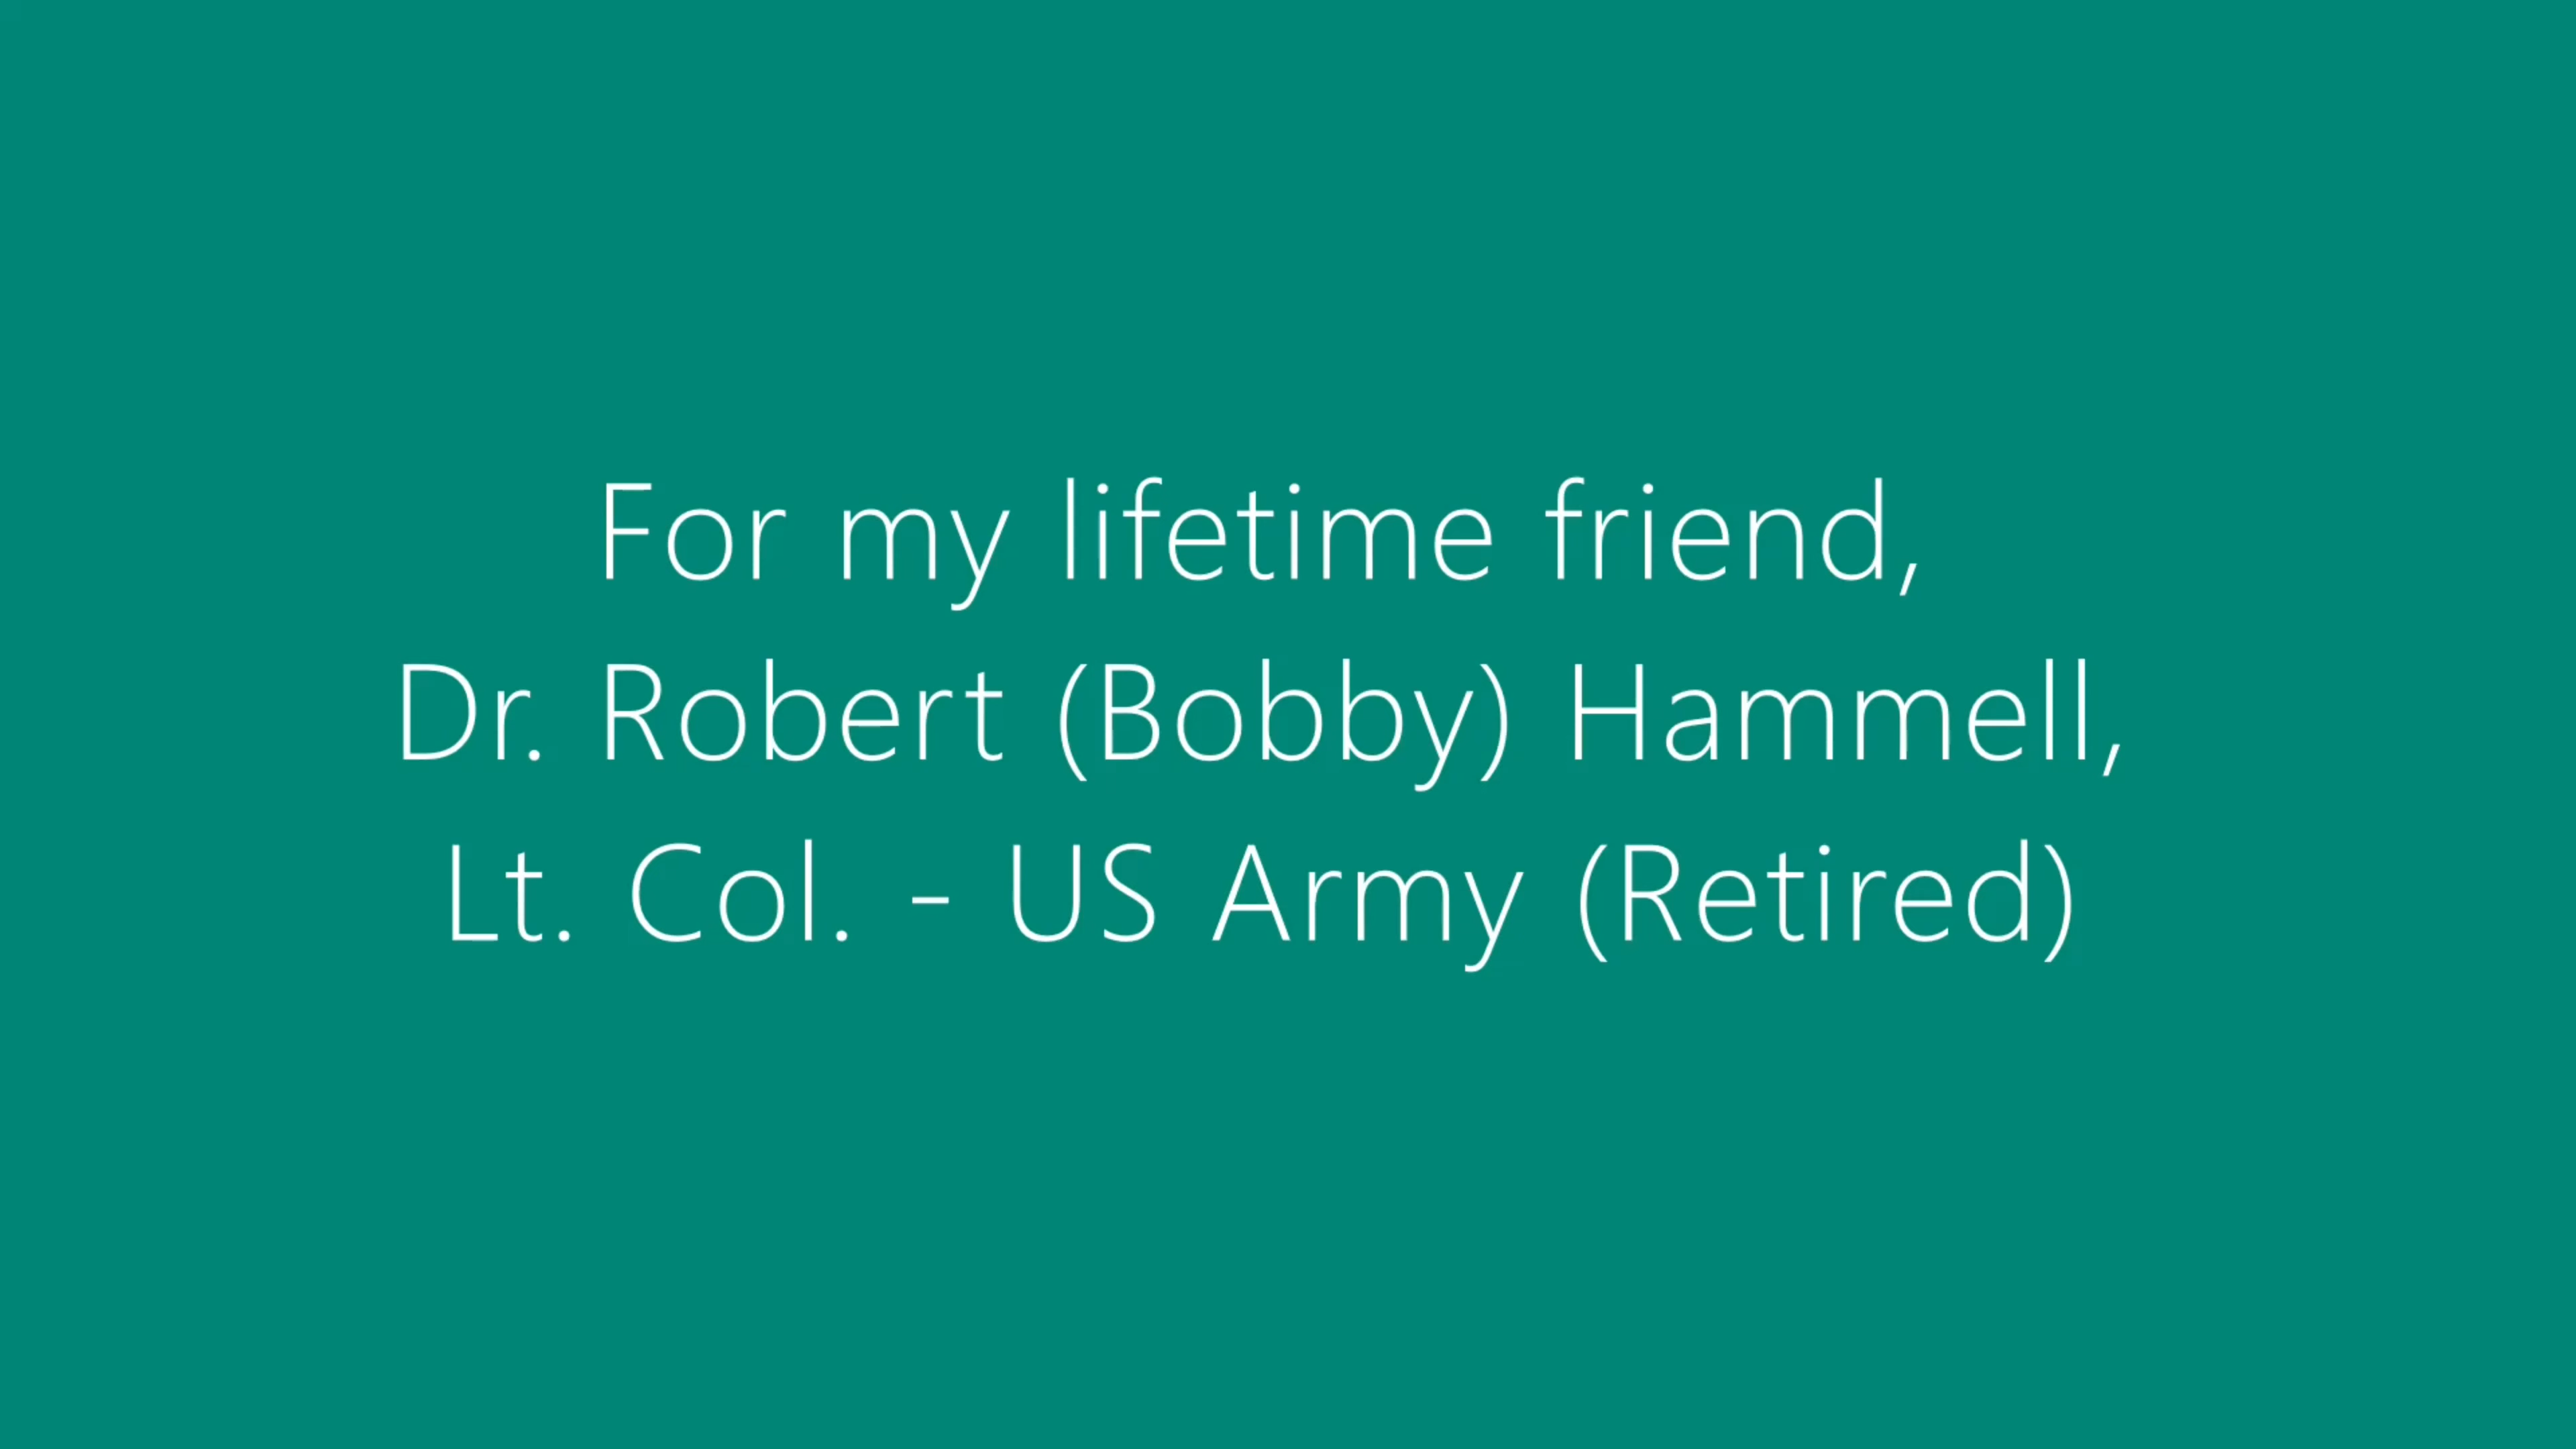 For my lifetime friend,
Dr. Robert (Bobby) Hammell,
Lt. Col. - US Army (Retired)